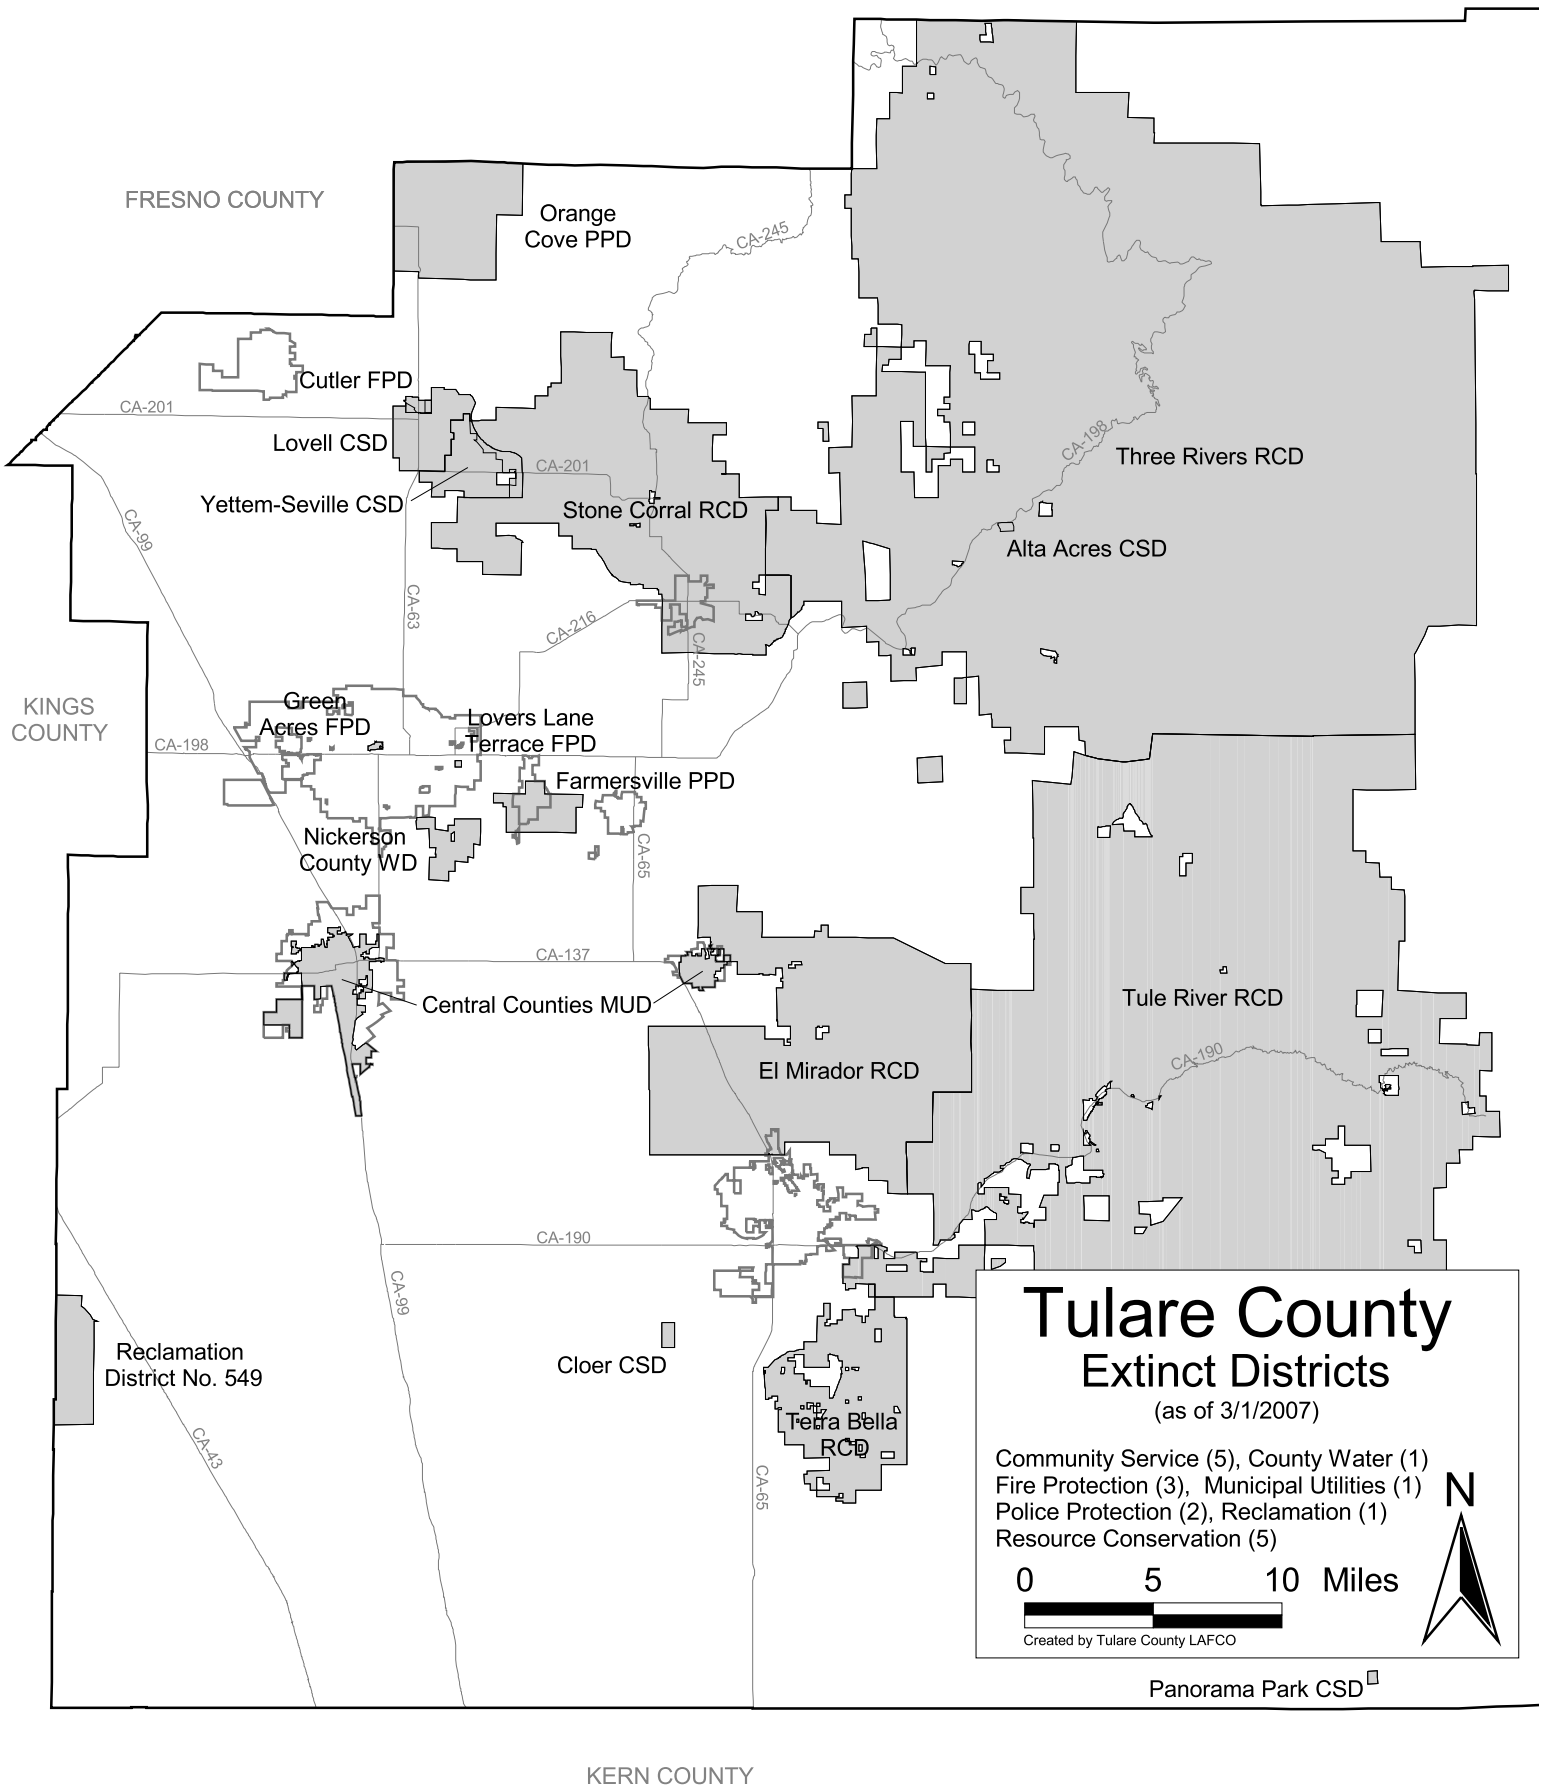 FRESNO COUNTY
Orange
Cove PPD
CA-245
Cutler FPD
CA-201
Lovell CSD
CA-201
Yettem-Seville CSD
Stone Corral RCD
CA-198
Three Rivers RCD
Alta Acres CSD
CA-99
CA-63
CA-216
CA-245
KINGS
COUNTY
Green
Acres FPD
Lovers Lane
Terrace FPD
CA-198
Farmersville PPD
Nickerson
County WD
CA-65
CA-137
Central Counties MUD
Tule River RCD
El Mirador RCD
CA-190
CA-190
CA-99
Reclamation
District No. 549
Cloer CSD
CA-43
Terra Bella
RCD
CA-65
Tulare County
Extinct Districts
(as of 3/1/2007)
Community Service (5), County Water (1)
Fire Protection (3), Municipal Utilities (1)
Police Protection (2), Reclamation (1)
Resource Conservation (5)
N
0 5 10 Miles
Created by Tulare County LAFCO
Panorama Park CSD
KERN COUNTY